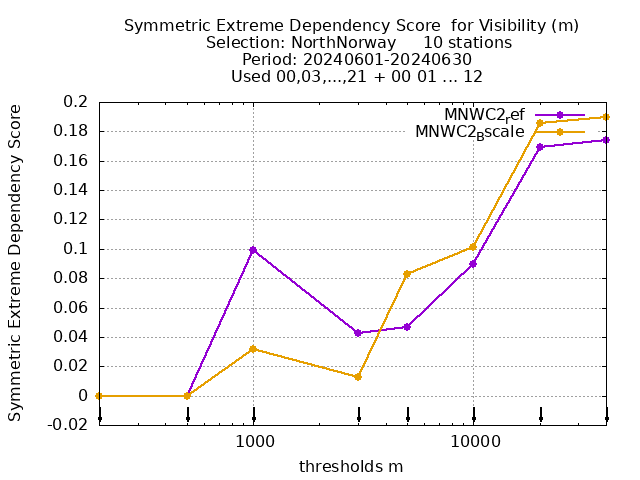 Symmetric Extreme Dependency Score  for Visibility (m)
Selection: NorthNorway     10 stations
Period: 20240601-20240630
Used 00,03,...,21 + 00 01 ... 12
Symmetric Extreme Dependency Score
0.2
0.18
0.16
0.14
0.12
0.1
0.08
0.06
0.04
0.02
0
-0.02
MNWC2ref
MNWC2Bscale
1000
10000
thresholds m